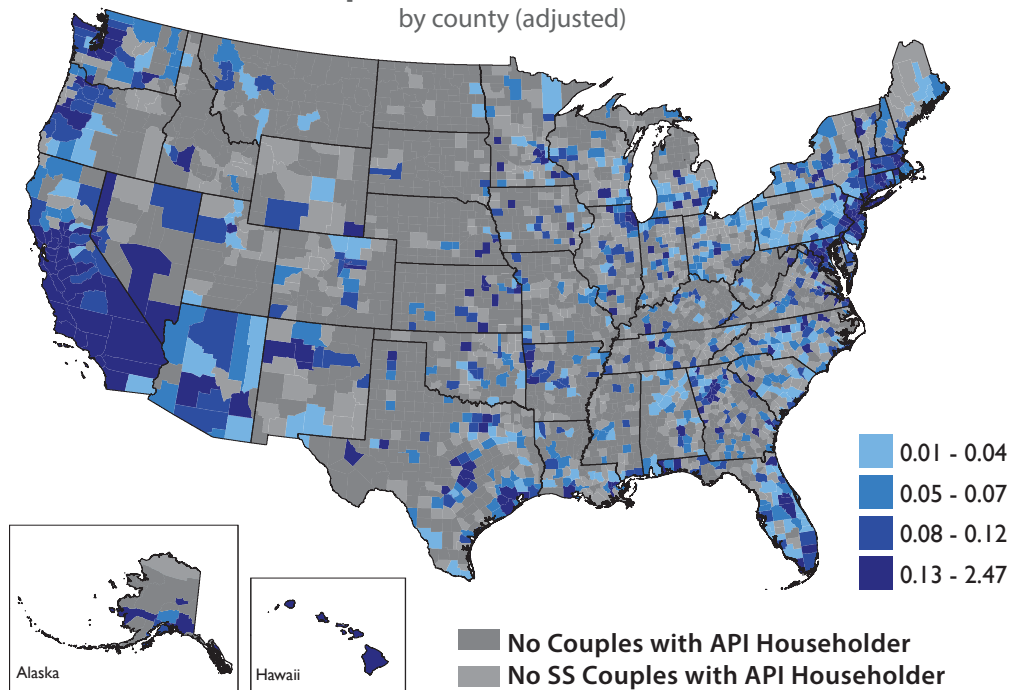 by county (adjusted)
0.01 - 0.04
0.05 - 0.07
0.08 - 0.12
0.13 - 2.47
Alaska
Hawaii
No Couples with API Householder
No SS Couples with API Householder